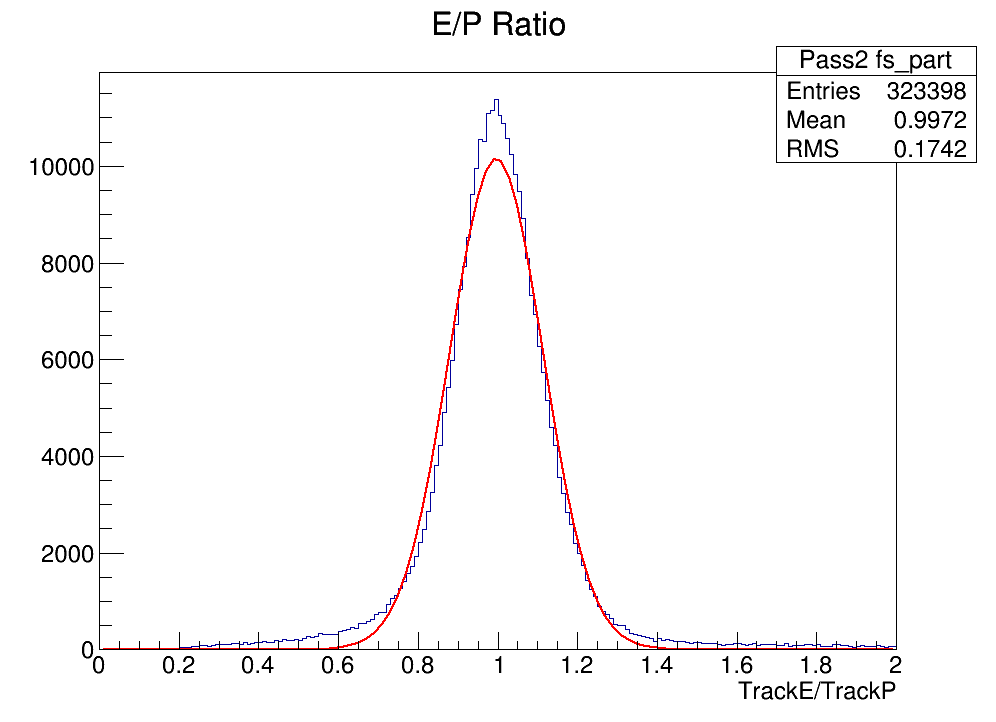 E/P Ratio
Pass2 fs_part
Entries 323398
Mean 0.9972
RMS 0.1742
10000
8000
6000
4000
2000
0
0 0.2 0.4 0.6 0.8 1 1.2 1.4 1.6 1.8 2
TrackE/TrackP